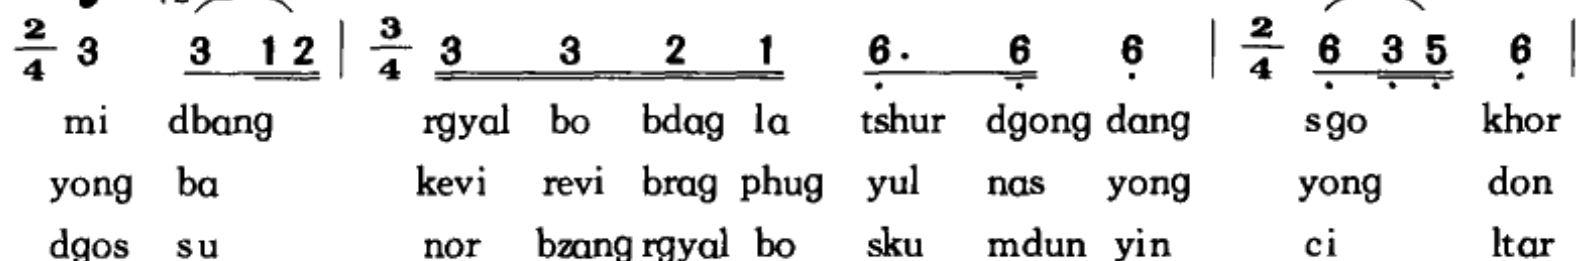 2/4 3 3 1 2 | 3/4 3 3 2 1 6. 6 6 | 2/4 6 3 5 6 |
mi dbang rgyal bo bdag la tshur dgong dang sgo khor
yong ba kevi revi brag phug yul nas yong yong don
dgos su nor bzang rgyal bo sku mdun yin ci ltar